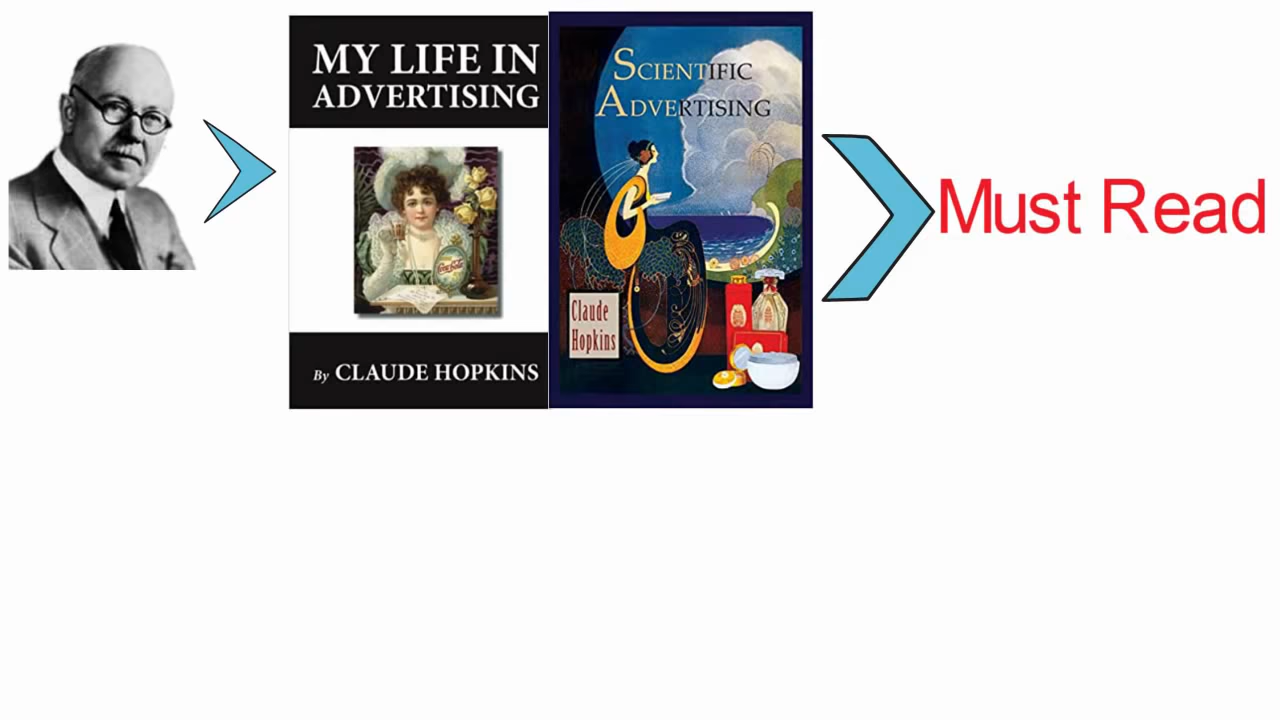 MY LIFE IN
ADVERTISING
By CLAUDE HOPKINS
SCIENTIFIC
ADVERTISING
Claude
Hopkins
Must Read